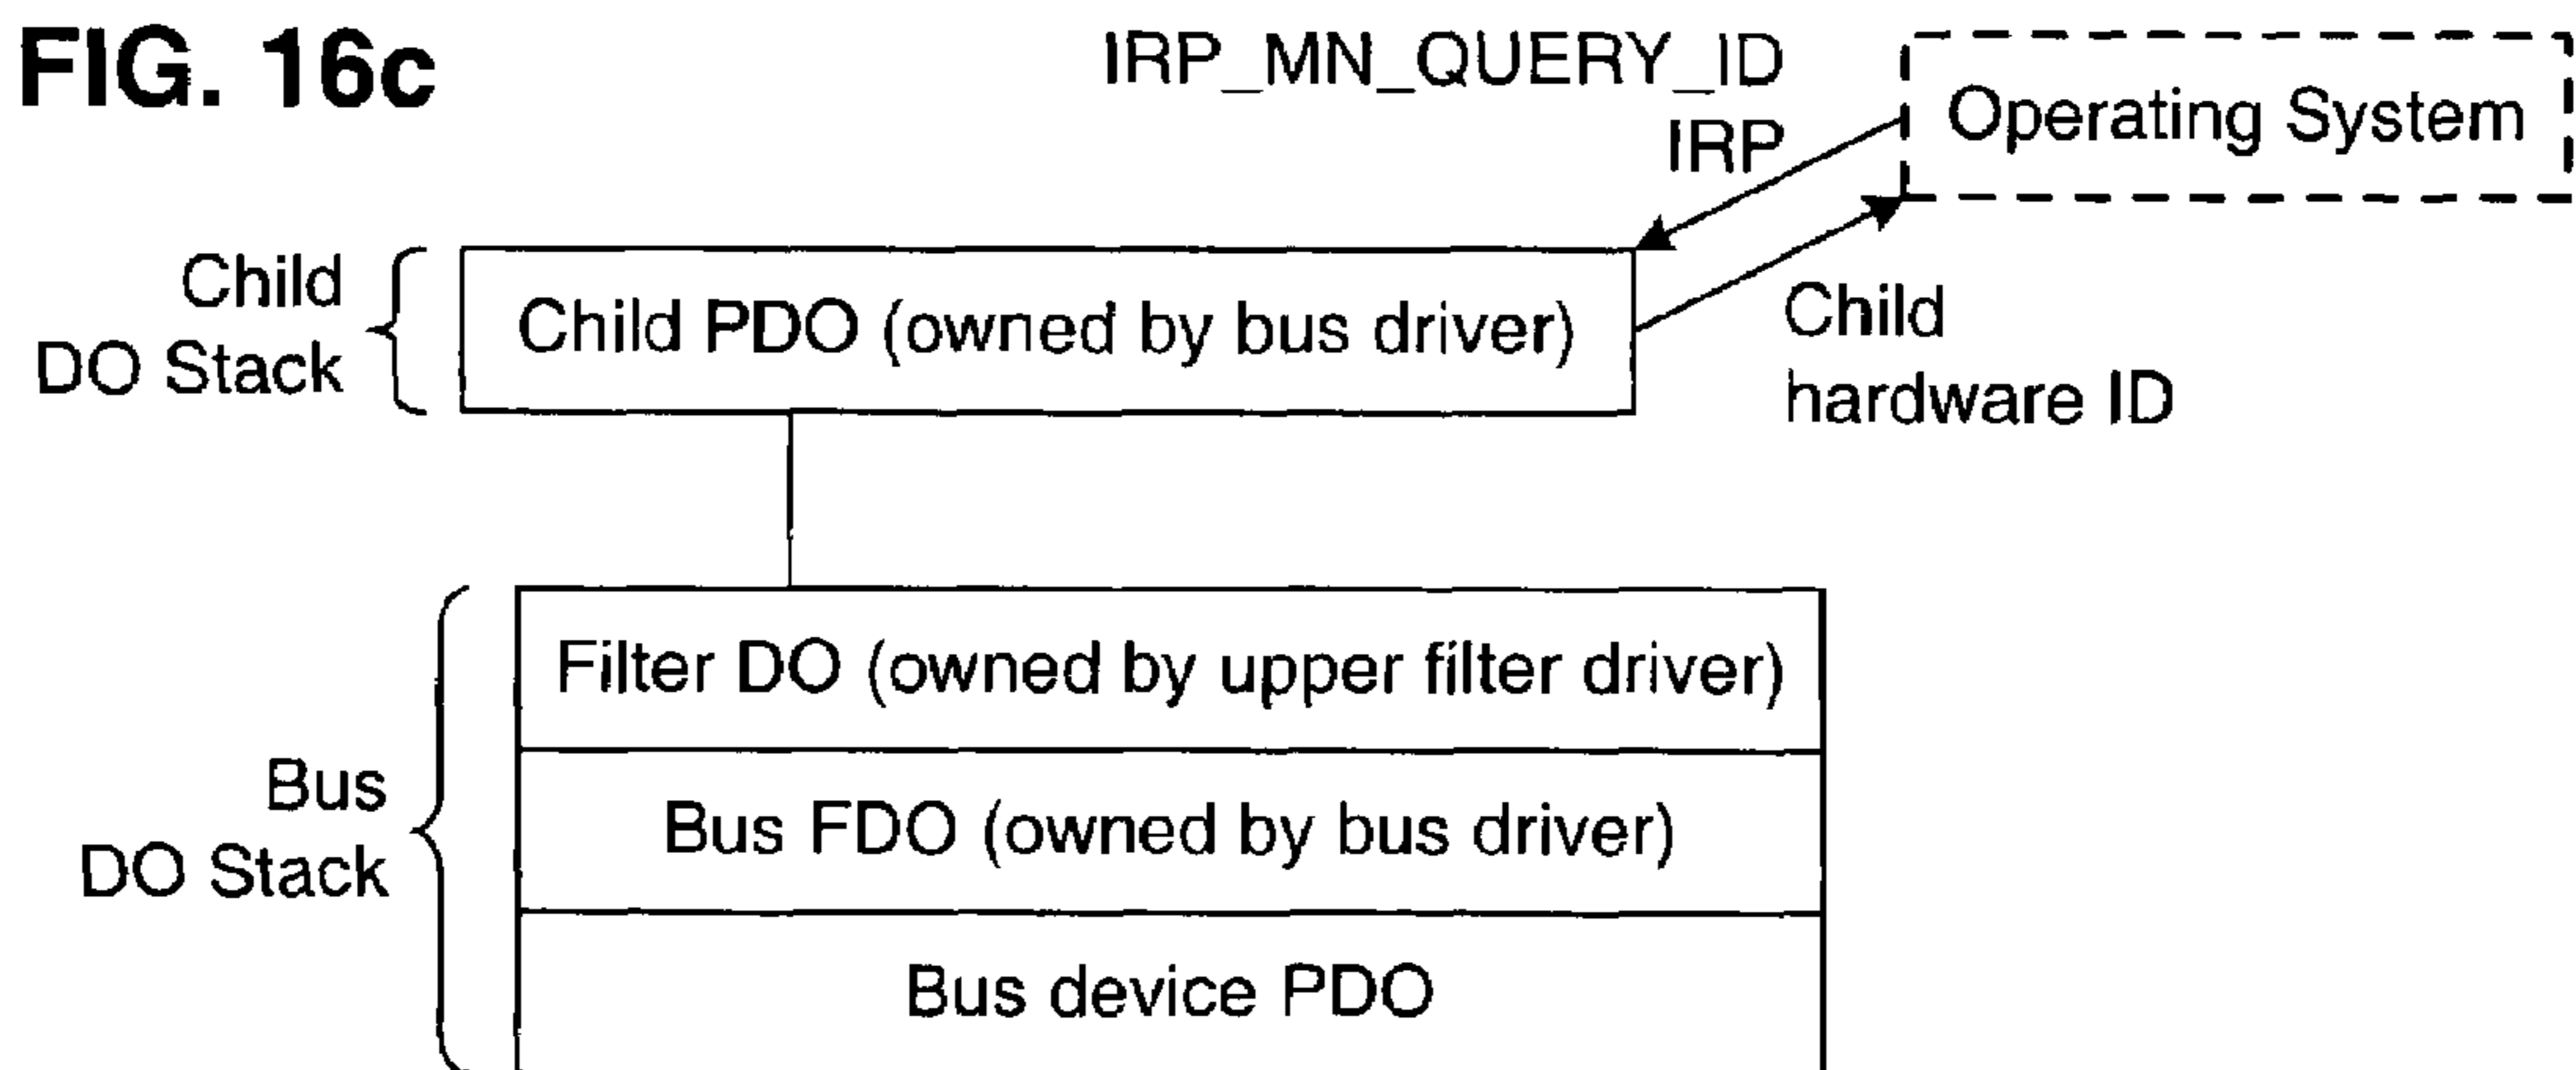 FIG. 16c
IRP_MN_QUERY_ID
IRP
Operating System
Child
DO Stack
Child PDO (owned by bus driver)
Child
hardware ID
Filter DO (owned by upper filter driver)
Bus
DO Stack
Bus FDO (owned by bus driver)
Bus device PDO